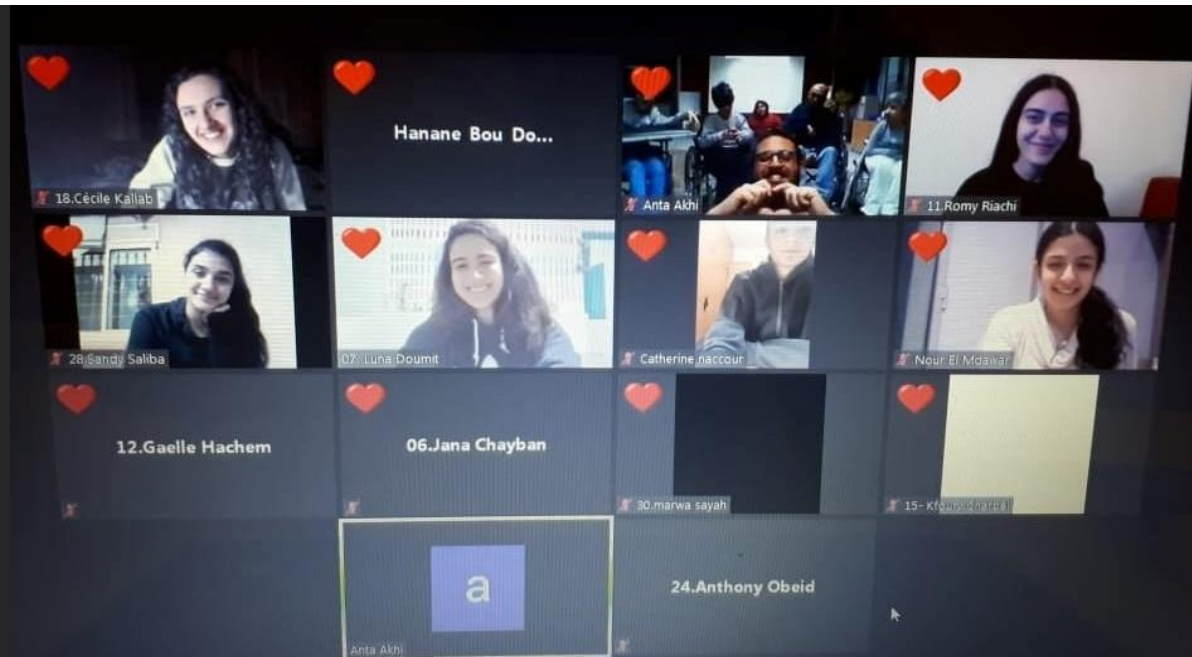 Hanane Bou Do...
18.Cécile Kallab
Anta Akhi
11.Romy Riachi
28.Sandy Saliba
07- Luna Doumit
Catherine naccour
Nour El Mdawar
12.Gaelle Hachem
06.Jana Chayban
30.marwa sayah
15- Kfoury
a
Anta Akhi
24.Anthony Obeid